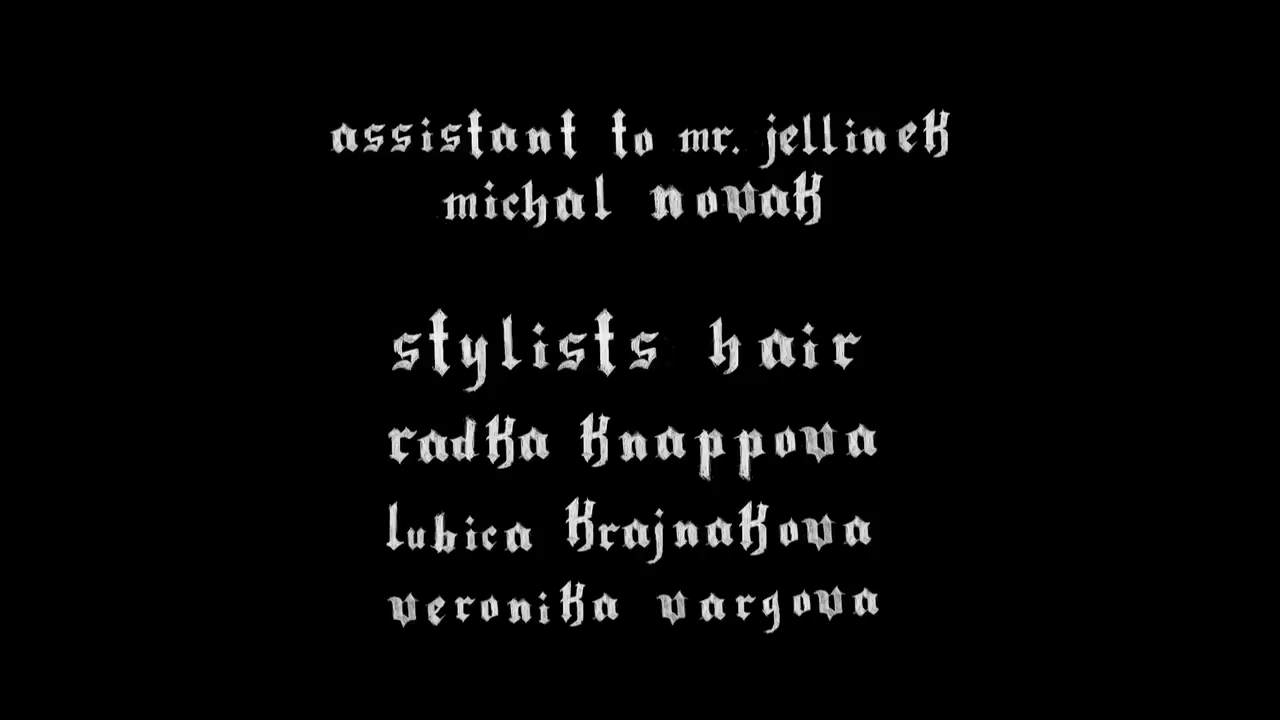 assistant to mr. jellinek
michal novak
stylists hair
radka knappova
lubica krajnakova
veronika vargova